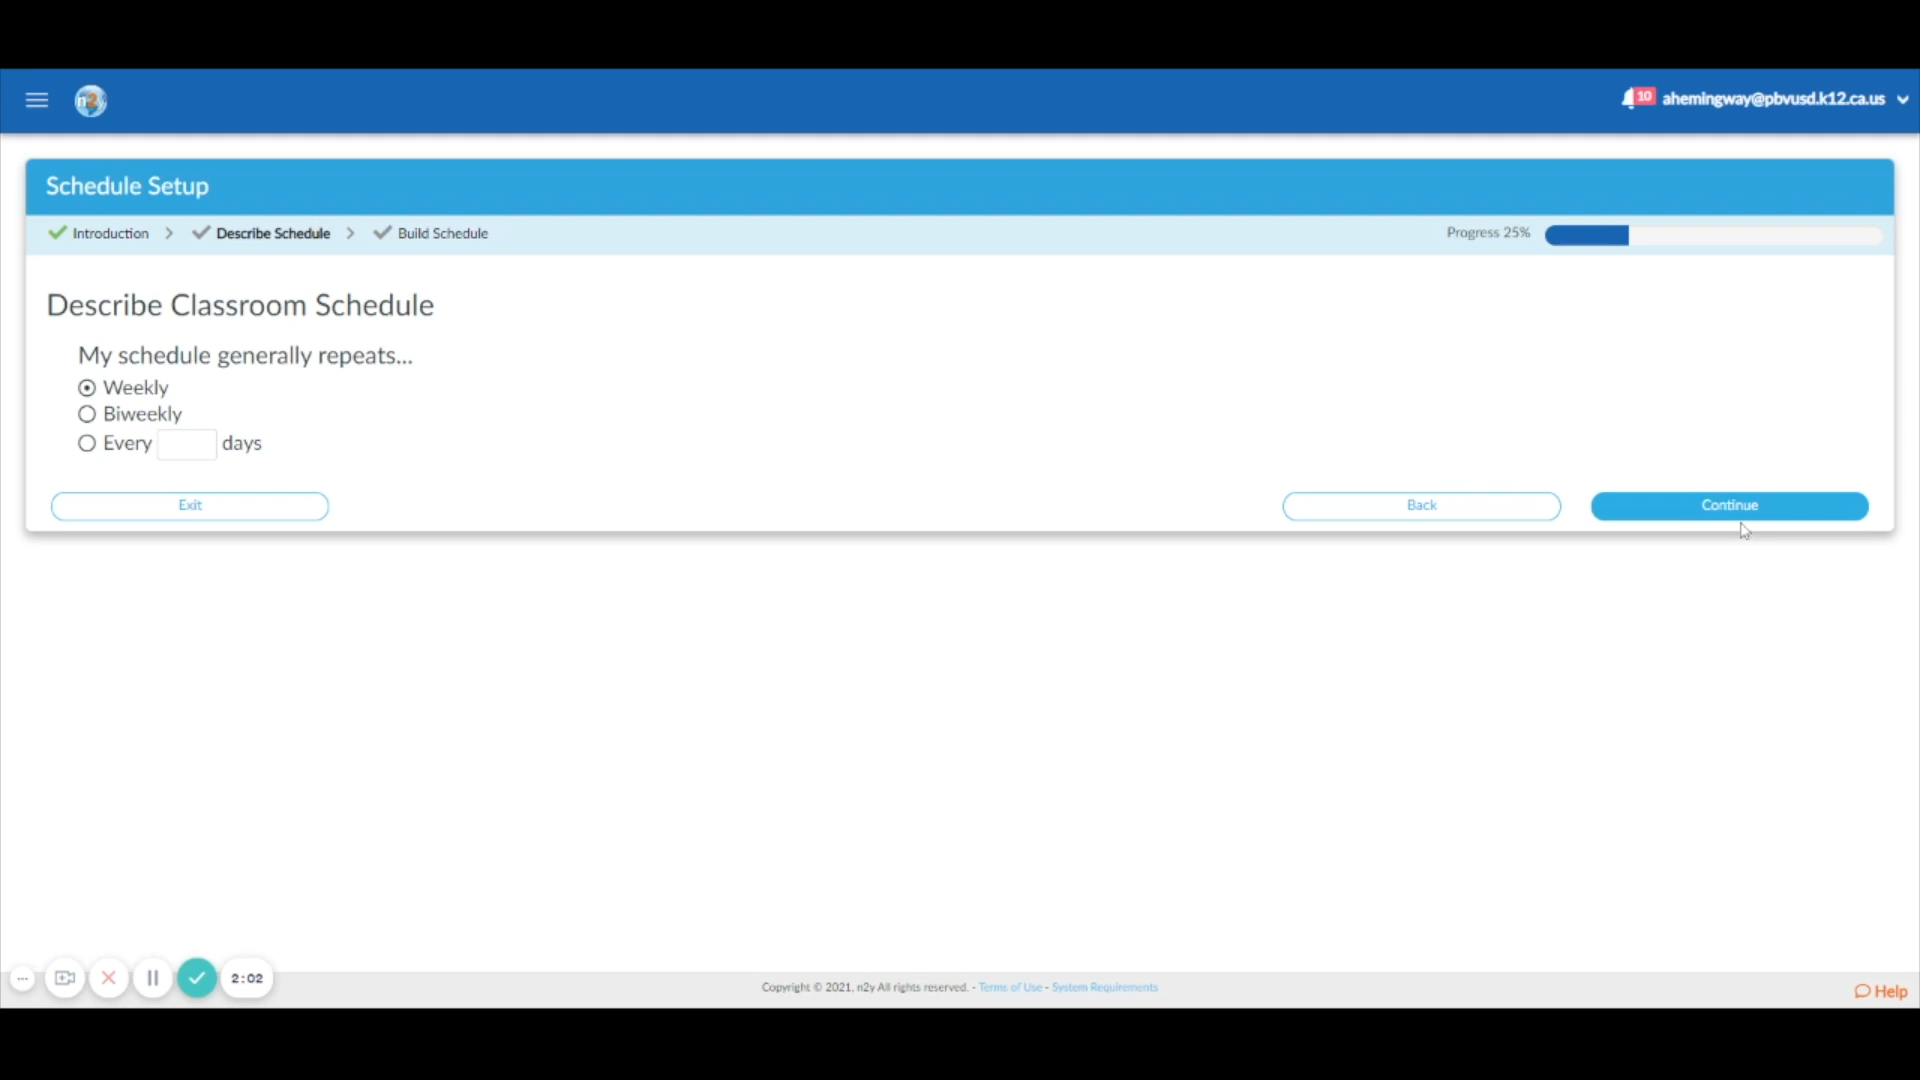 n2y
10 ahemingway@pbvusd.k12.ca.us
Schedule Setup
Introduction > Describe Schedule > Build Schedule
Progress 25%
Describe Classroom Schedule
My schedule generally repeats...
Weekly
Biweekly
Every days
Exit Back Continue
2:02
Copyright © 2021, n2y All rights reserved. - Terms of Use - System Requirements
Help